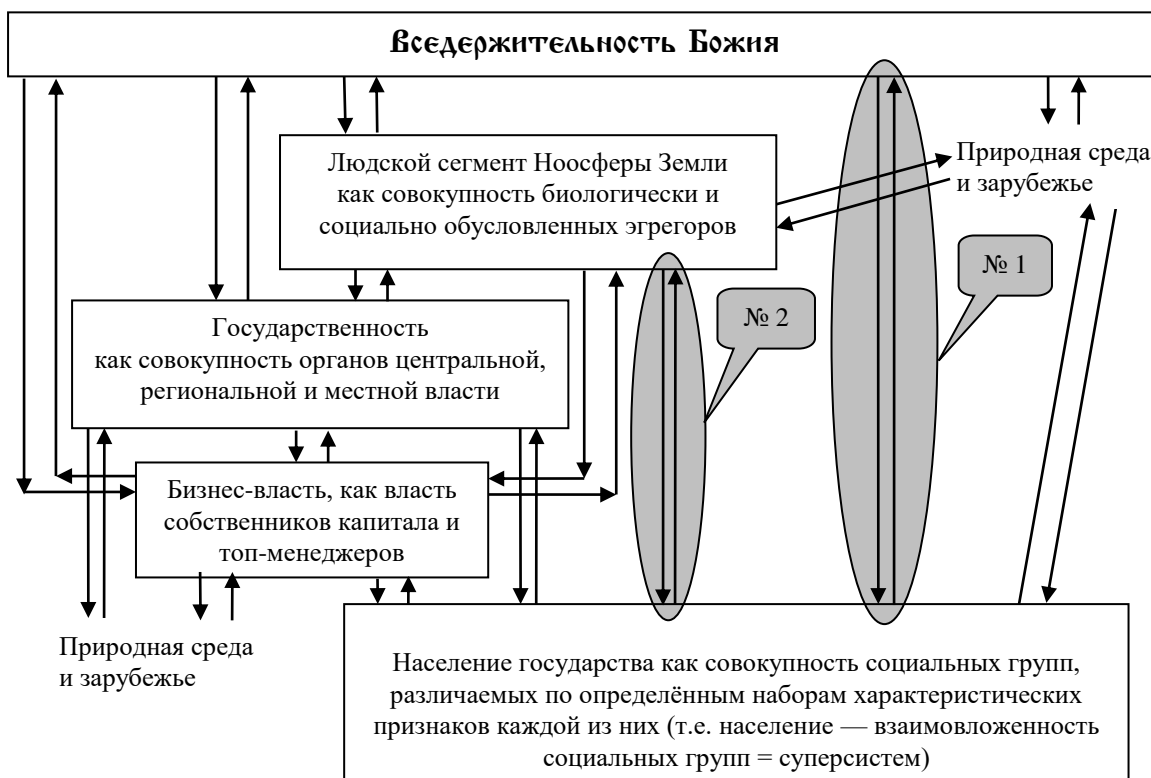 Вседержительность Божия
Людской сегмент Ноосферы Земли
как совокупность биологически и
социально обусловленных эгрегоров
Природная среда
и зарубежье
№ 1
№ 2
Государственность
как совокупность органов центральной,
региональной и местной власти
Бизнес-власть, как власть
собственников капитала и
топ-менеджеров
Природная среда
и зарубежье
Население государства как совокупность социальных групп,
различаемых по определённым наборам характеристических
признаков каждой из них (т.е. население — взаимовложенность
социальных групп = суперсистем)